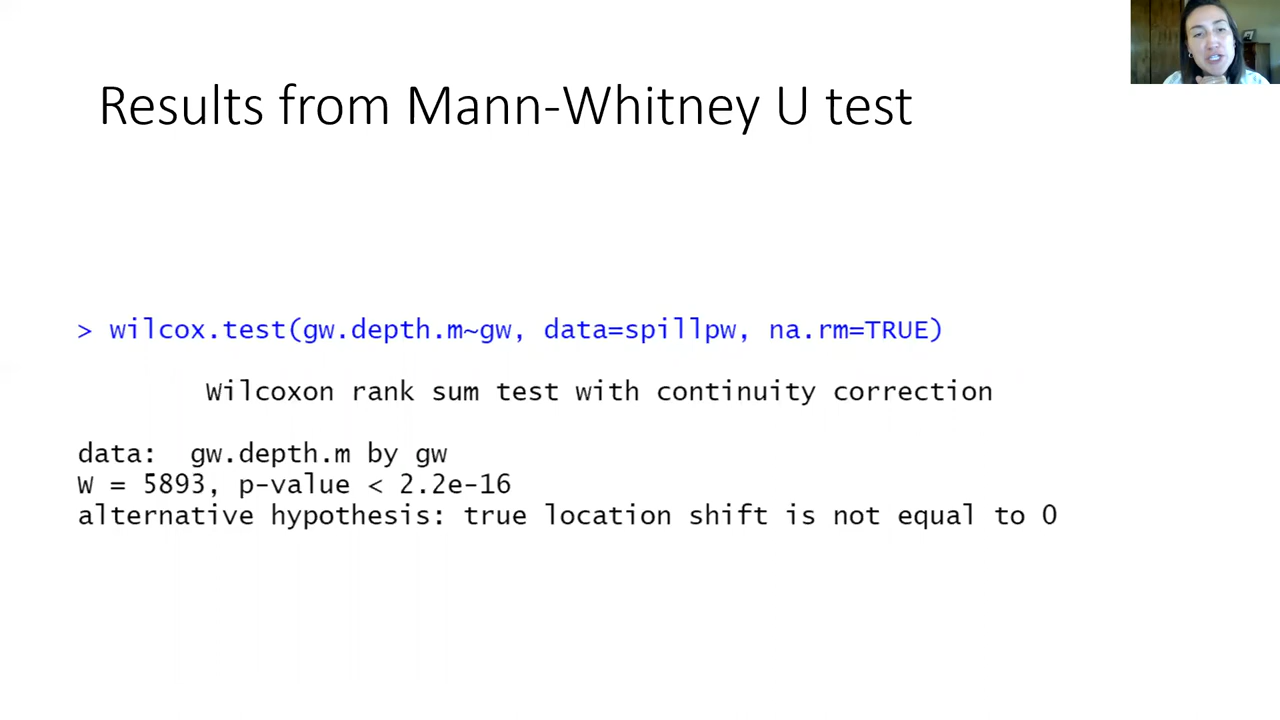 Results from Mann-Whitney U test
> wilcox.test(gw.depth.m~gw, data=spillpw, na.rm=TRUE)
Wilcoxon rank sum test with continuity correction
data: gw.depth.m by gw
W = 5893, p-value < 2.2e-16
alternative hypothesis: true location shift is not equal to 0